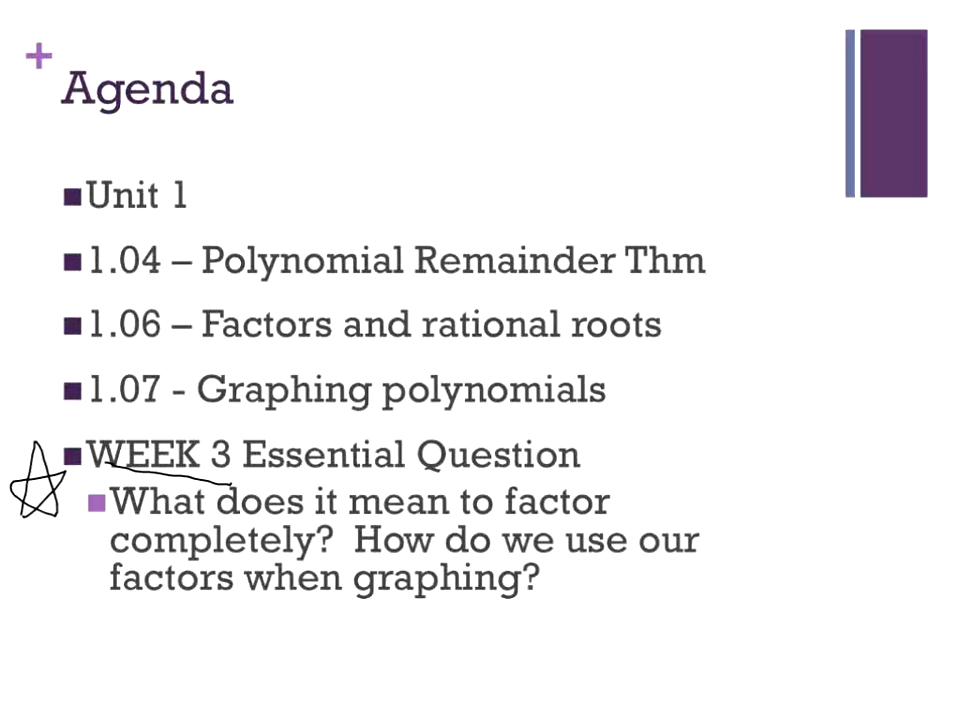 Agenda
Unit 1
1.04 – Polynomial Remainder Thm
1.06 – Factors and rational roots
1.07 - Graphing polynomials
WEEK 3 Essential Question
What does it mean to factor
completely?  How do we use our
factors when graphing?